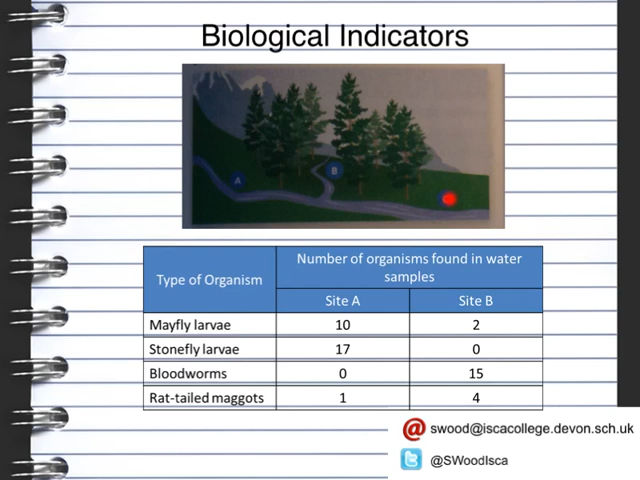 Biological Indicators
A
B
Type of Organism
Number of organisms found in water
samples
Site A
Site B
Mayfly larvae 10 2
Stonefly larvae 17 0
Bloodworms 0 15
Rat-tailed maggots 1 4
@ swood@iscacollege.devon.sch.uk
@SWoodIsca